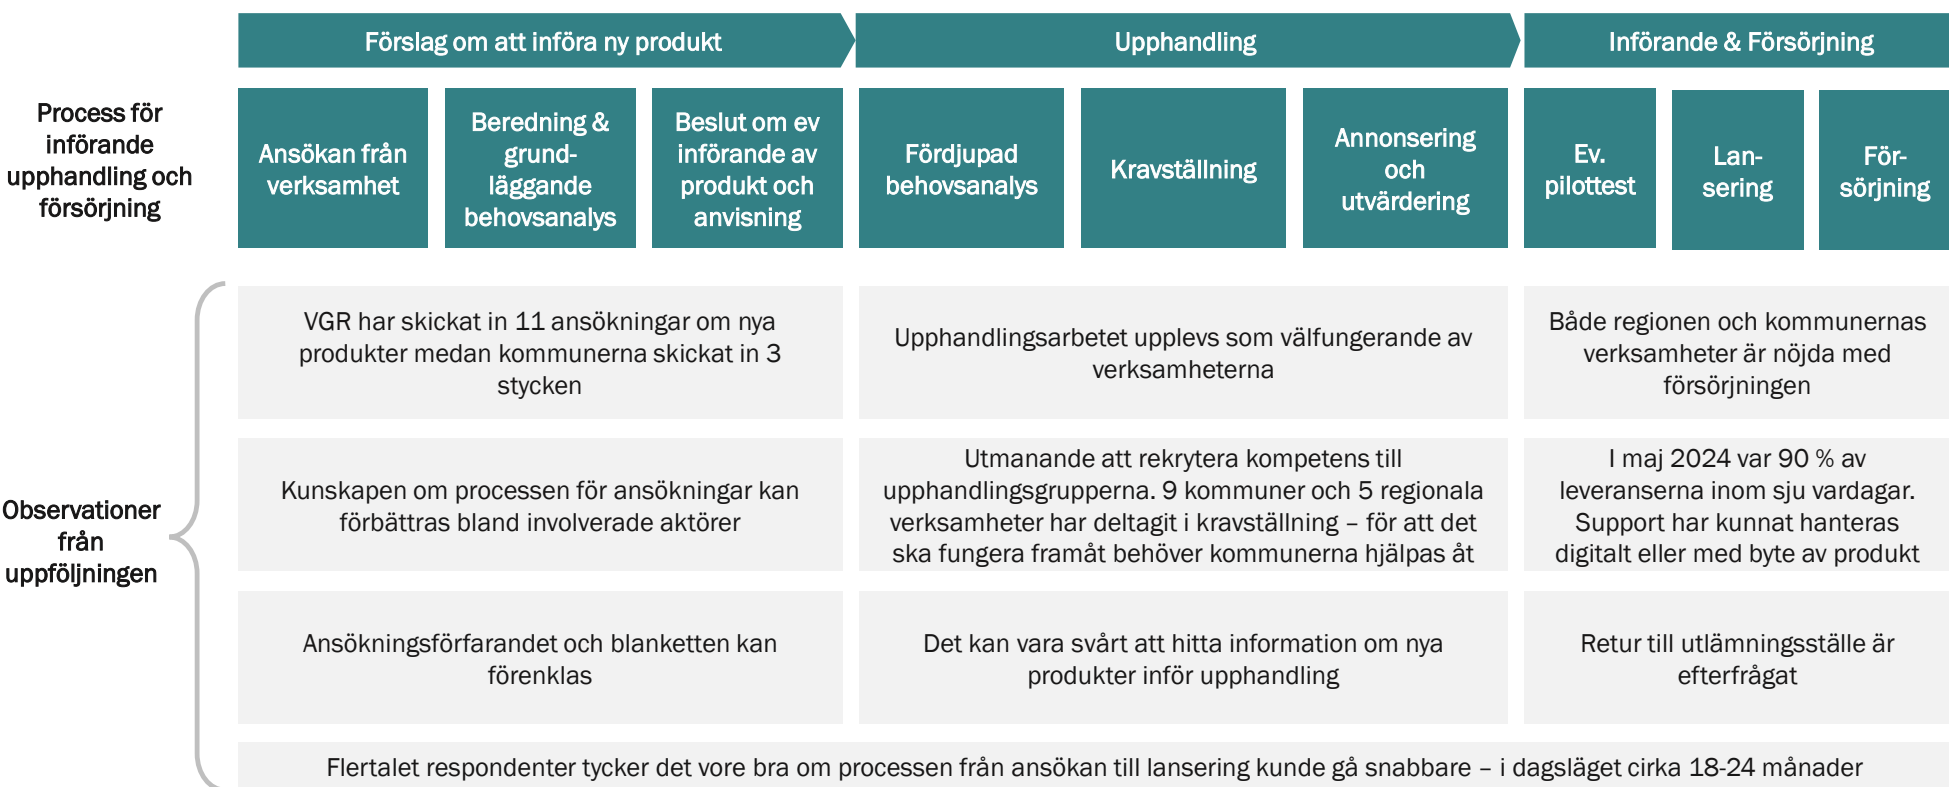 Förslag om att införa ny produkt
Upphandling
Införande & Försörjning
Process för
införande
upphandling och
försörjning
Ansökan från
verksamhet
Beredning &
grund-
läggande
behovsanalys
Beslut om ev
införande av
produkt och
anvisning
Fördjupad
behovsanalys
Kravställning
Annonsering
och
utvärdering
Ev.
pilottest
Lan-
sering
För-
sörjning
Observationer
från
uppföljningen
VGR har skickat in 11 ansökningar om nya
produkter medan kommunerna skickat in 3
stycken
Upphandlingsarbetet upplevs som välfungerande av
verksamheterna
Både regionen och kommunernas
verksamheter är nöjda med
försörjningen
Kunskapen om processen för ansökningar kan
förbättras bland involverade aktörer
Utmanande att rekrytera kompetens till
upphandlingsgrupperna. 9 kommuner och 5 regionala
verksamheter har deltagit i kravställning – för att det
ska fungera framåt behöver kommunerna hjälpas åt
I maj 2024 var 90 % av
leveranserna inom sju vardagar.
Support har kunnat hanteras
digitalt eller med byte av produkt
Ansökningsförfarandet och blanketten kan
förenklas
Det kan vara svårt att hitta information om nya
produkter inför upphandling
Retur till utlämningsställe är
efterfrågat
Flertalet respondenter tycker det vore bra om processen från ansökan till lansering kunde gå snabbare – i dagsläget cirka 18-24 månader